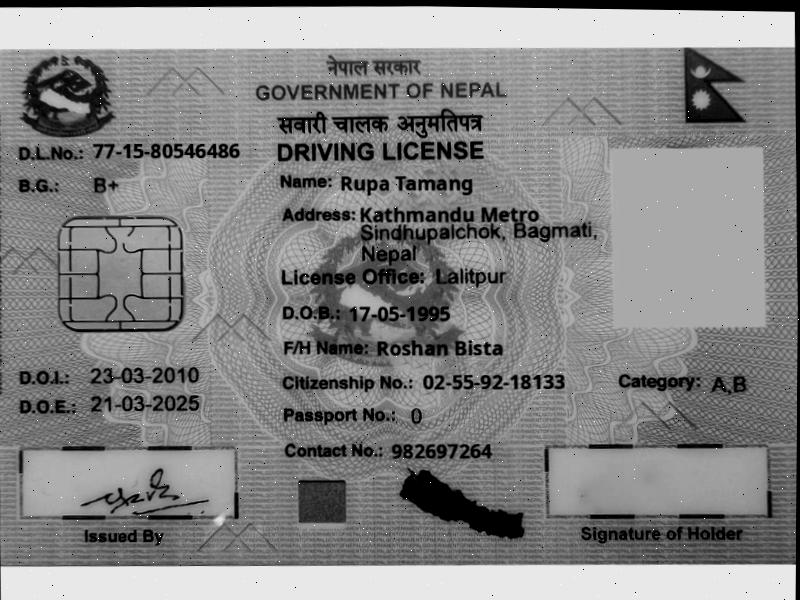 नेपाल सरकार
GOVERNMENT OF NEPAL
सवारी चालक अनुमतिपत्र
DRIVING LICENSE
D.L.No.: 77-15-80546486
B.G.: B+
Name: Rupa Tamang
Address: Kathmandu Metro
Sindhupalchok, Bagmati,
Nepal
License Office: Lalitpur
D.O.B.: 17-05-1995
F/H Name: Roshan Bista
D.O.I.: 23-03-2010
Citizenship No.: 02-55-92-18133
Category: A,B
D.O.E.: 21-03-2025
Passport No.: 0
Contact No.: 982697264
Issued By
Signature of Holder